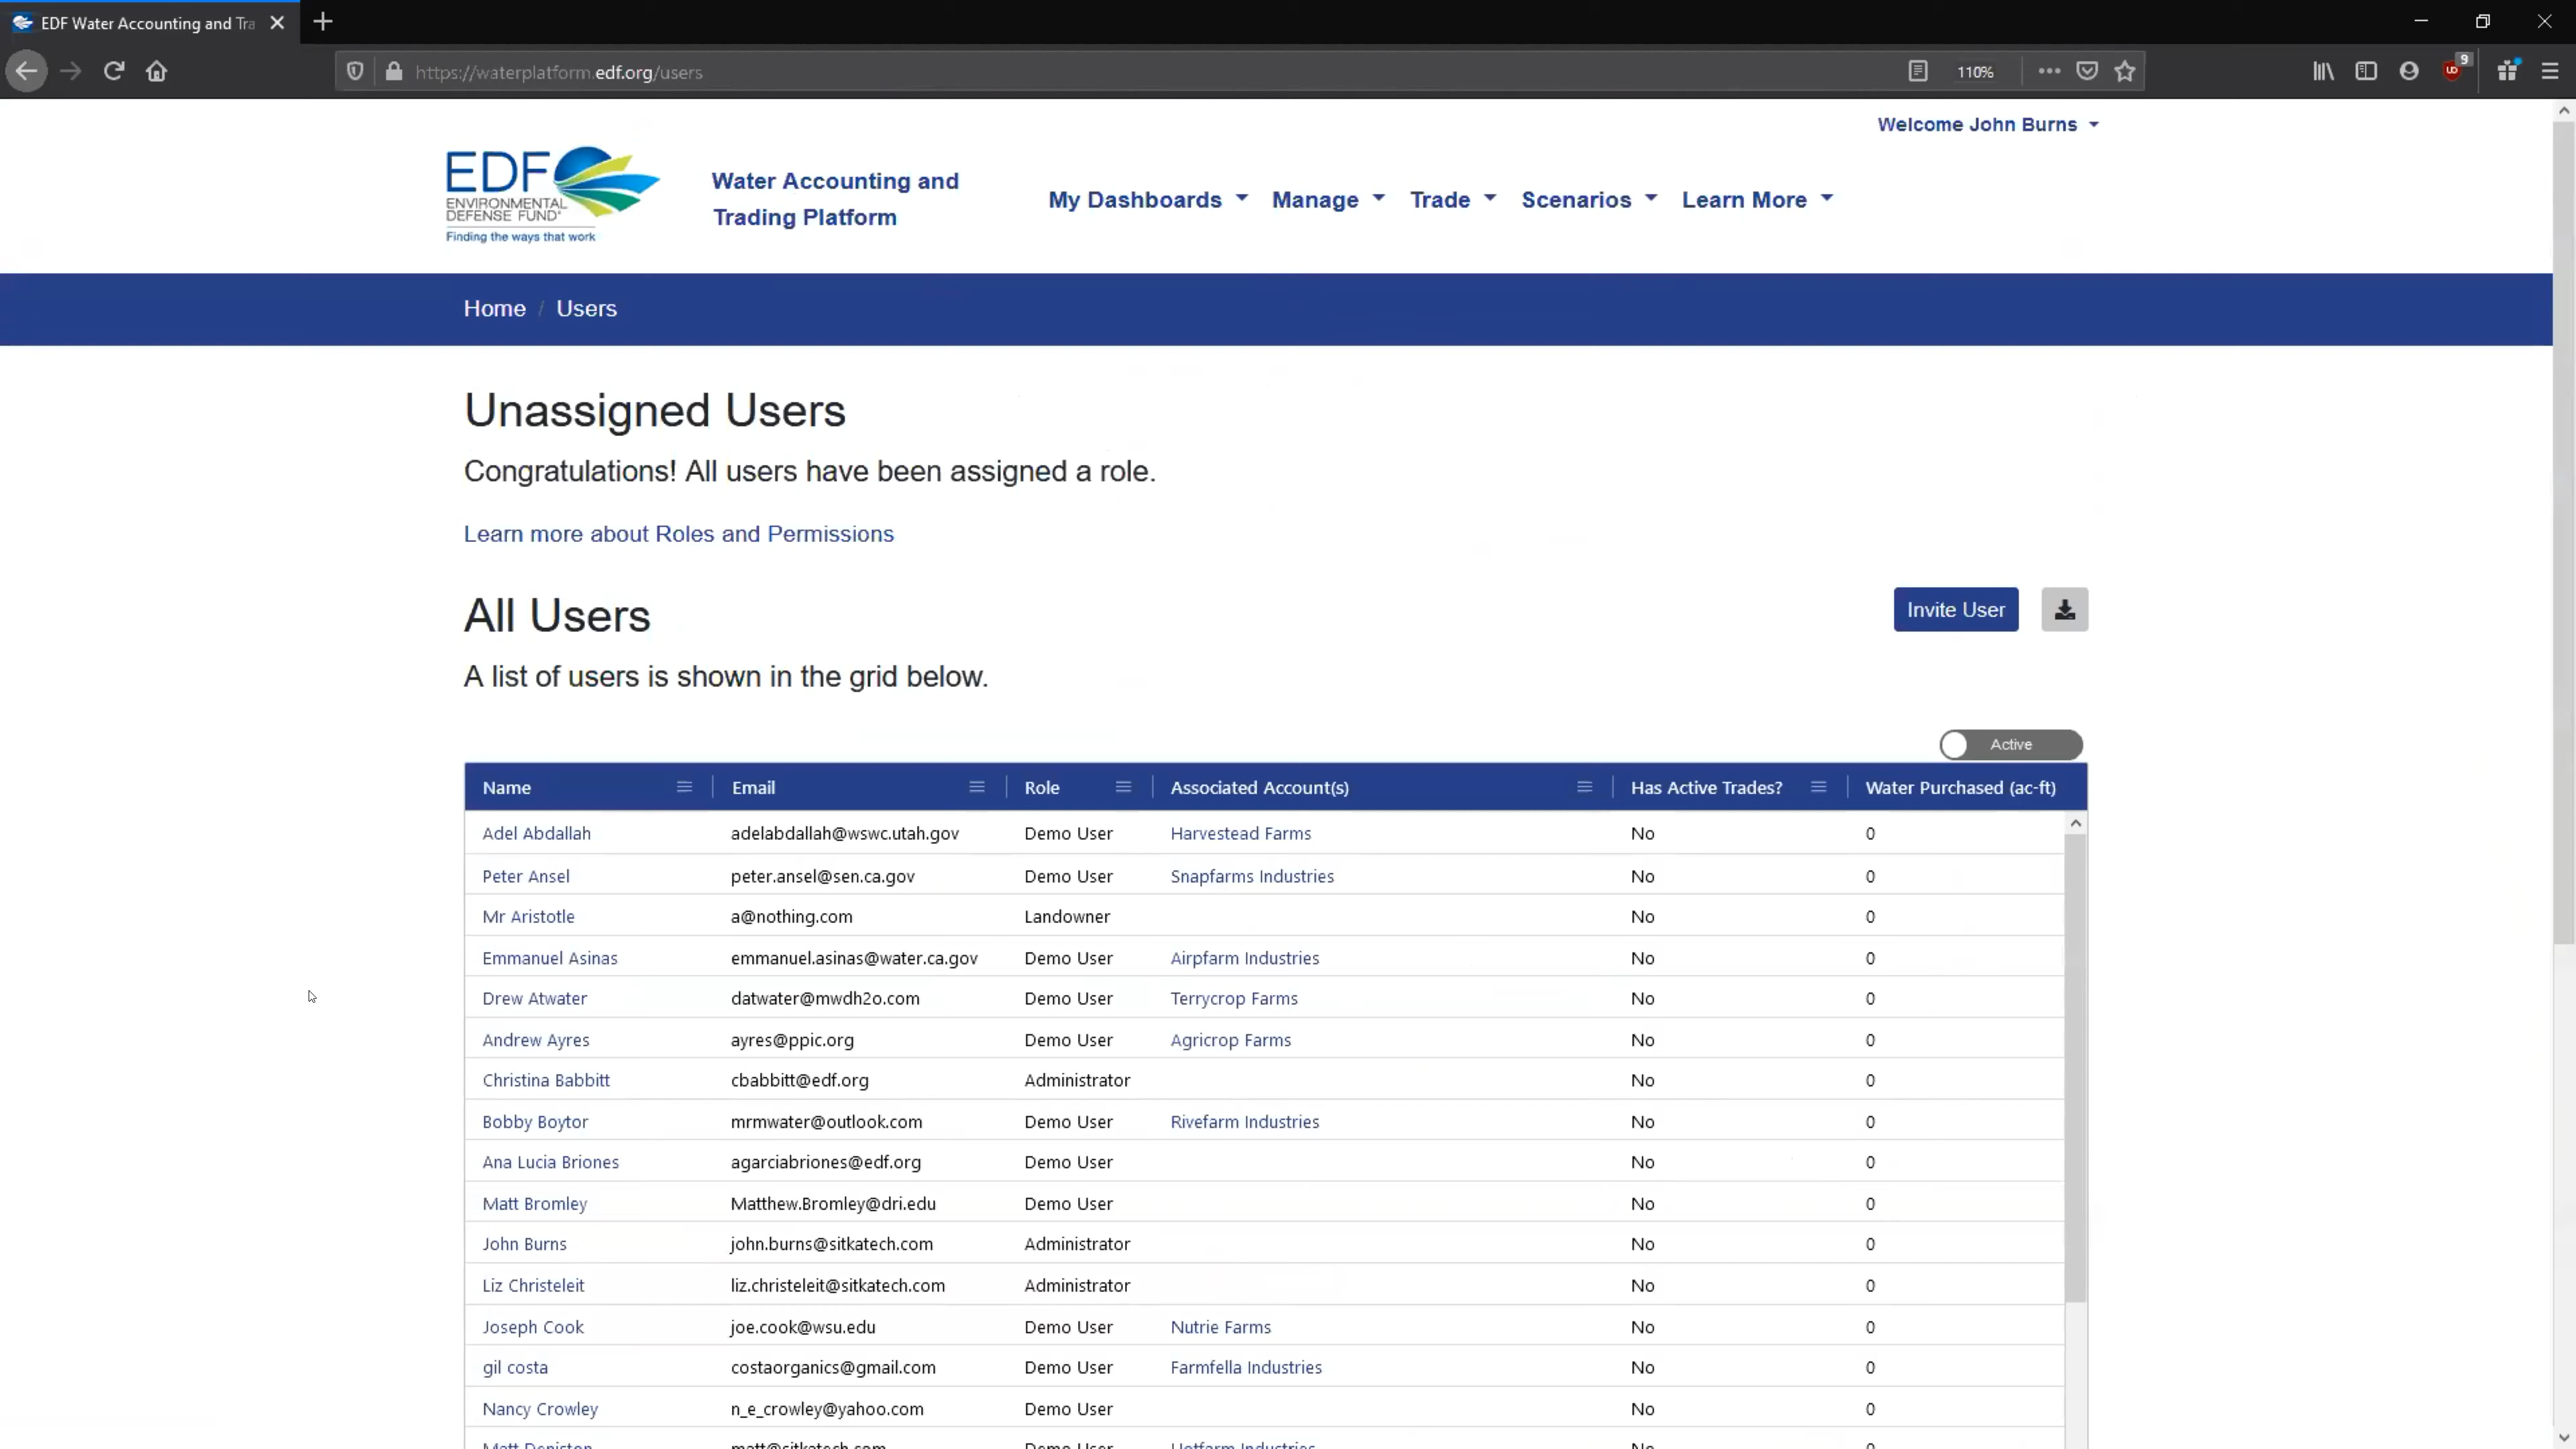 EDF Water Accounting and Tra
https://waterplatform.edf.org/users
110%
9
Welcome John Burns
EDF
ENVIRONMENTAL
DEFENSE FUND®
Finding the ways that work
Water Accounting and
Trading Platform
My Dashboards Manage Trade Scenarios Learn More
Home / Users
Unassigned Users
Congratulations! All users have been assigned a role.
Learn more about Roles and Permissions
All Users
Invite User
A list of users is shown in the grid below.
Active
Name Email Role Associated Account(s) Has Active Trades? Water Purchased (ac-ft)
Adel Abdallah adelabdallah@wswc.utah.gov Demo User Harvestead Farms No 0
Peter Ansel peter.ansel@sen.ca.gov Demo User Snapfarms Industries No 0
Mr Aristotle a@nothing.com Landowner No 0
Emmanuel Asinas emmanuel.asinas@water.ca.gov Demo User Airpfarm Industries No 0
Drew Atwater datwater@mwdh2o.com Demo User Terrycrop Farms No 0
Andrew Ayres ayres@ppic.org Demo User Agricrop Farms No 0
Christina Babbitt cbabbitt@edf.org Administrator No 0
Bobby Boytor mrmwater@outlook.com Demo User Rivefarm Industries No 0
Ana Lucia Briones agarciabriones@edf.org Demo User No 0
Matt Bromley Matthew.Bromley@dri.edu Demo User No 0
John Burns john.burns@sitkatech.com Administrator No 0
Liz Christeleit liz.christeleit@sitkatech.com Administrator No 0
Joseph Cook joe.cook@wsu.edu Demo User Nutrie Farms No 0
gil costa costaorganics@gmail.com Demo User Farmfella Industries No 0
Nancy Crowley n_e_crowley@yahoo.com Demo User No 0
Matt Deniston matt@sitkatech.com Demo User Hotfarm Industries No 0